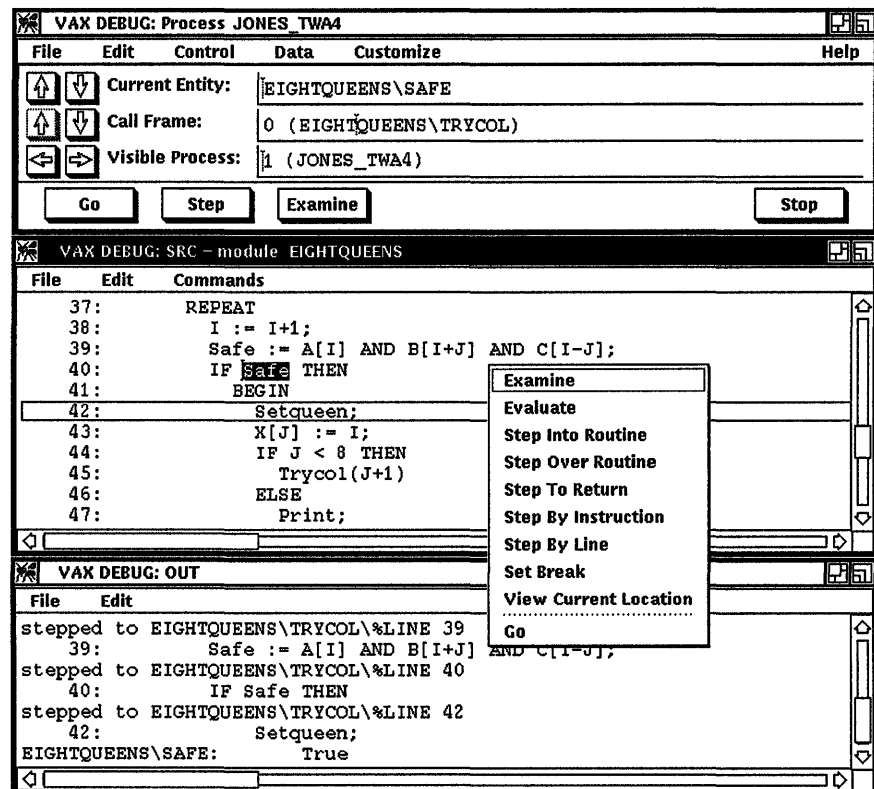 VAX DEBUG: Process JONES_TWA4
File Edit Control Data Customize Help
Current Entity: EIGHTQUEENS\SAFE
Call Frame: 0 (EIGHTQUEENS\TRYCOL)
Visible Process: 1 (JONES_TWA4)
Go Step Examine Stop
VAX DEBUG: SRC – module EIGHTQUEENS
File Edit Commands
37: REPEAT
38: I := I+1;
39: Safe := A[I] AND B[I+J] AND C[I-J];
40: IF Safe THEN
41: BEGIN
42: Setqueen;
43: X[J] := I;
44: IF J < 8 THEN
45: Trycol(J+1)
46: ELSE
47: Print;
Examine
Evaluate
Step Into Routine
Step Over Routine
Step To Return
Step By Instruction
Step By Line
Set Break
View Current Location
Go
VAX DEBUG: OUT
File Edit
stepped to EIGHTQUEENS\TRYCOL\%LINE 39
39: Safe := A[I] AND B[I+J] AND C[I-J];
stepped to EIGHTQUEENS\TRYCOL\%LINE 40
40: IF Safe THEN
stepped to EIGHTQUEENS\TRYCOL\%LINE 42
42: Setqueen;
EIGHTQUEENS\SAFE: True